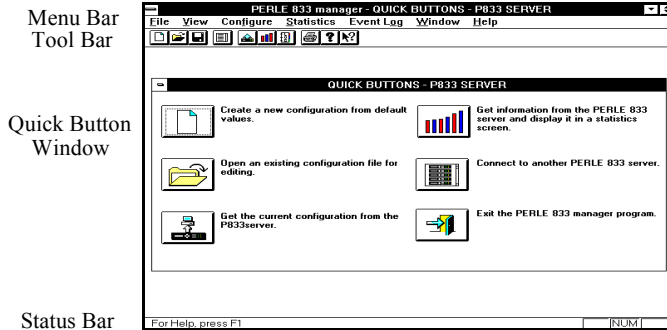 Menu Bar
Tool Bar
Quick Button
Window
Status Bar
PERLE 833 manager - QUICK BUTTONS - P833 SERVER
File View Configure Statistics Event Log Window Help
QUICK BUTTONS - P833 SERVER
Create a new configuration from default
values.
Get information from the PERLE 833
server and display it in a statistics
screen.
Open an existing configuration file for
editing.
Connect to another PERLE 833 server.
Get the current configuration from the
P833server.
Exit the PERLE 833 manager program.
For Help, press F1
NUM